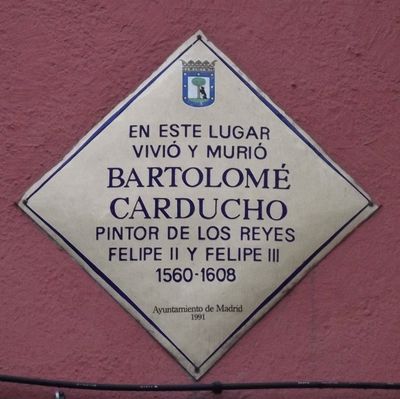 EN ESTE LUGAR
VIVIÓ Y MURIÓ
BARTOLOMÉ
CARDUCHO
PINTOR DE LOS REYES
FELIPE II Y FELIPE III
1560-1608
Ayuntamiento de Madrid
1991